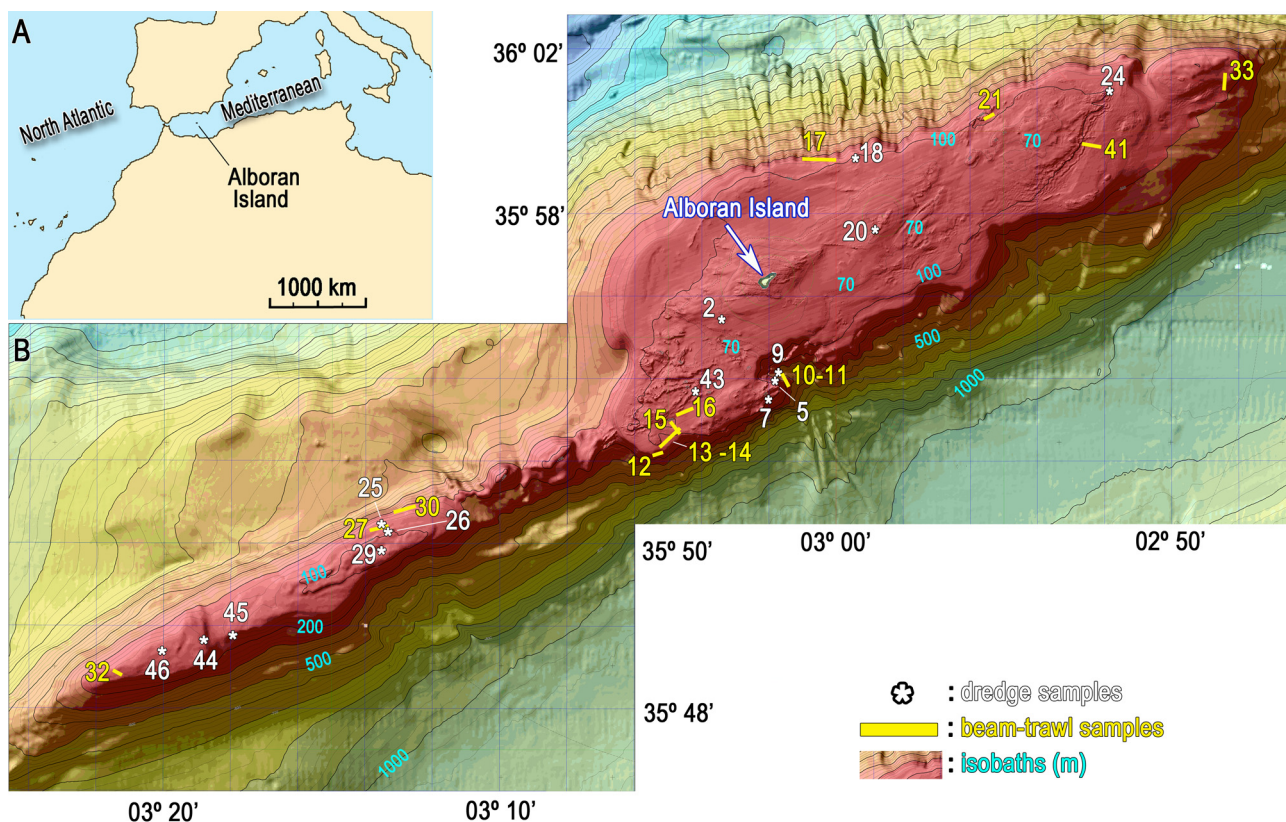 A
North Atlantic
Mediterranean
Alboran
Island
1000 km
B
36º 02’
35º 58’
35º 50’
35º 48’
03º 20’
03º 10’
03º 00’
02º 50’
24
33
21
100
70
41
17
18
Alboran Island
20
70
70
100
2
70
9
500
10-11
1000
43
16
15
7
5
12
13 -14
25
30
27
26
29
100
45
200
500
32
46
44
1000
: dredge samples
: beam-trawl samples
: isobaths (m)